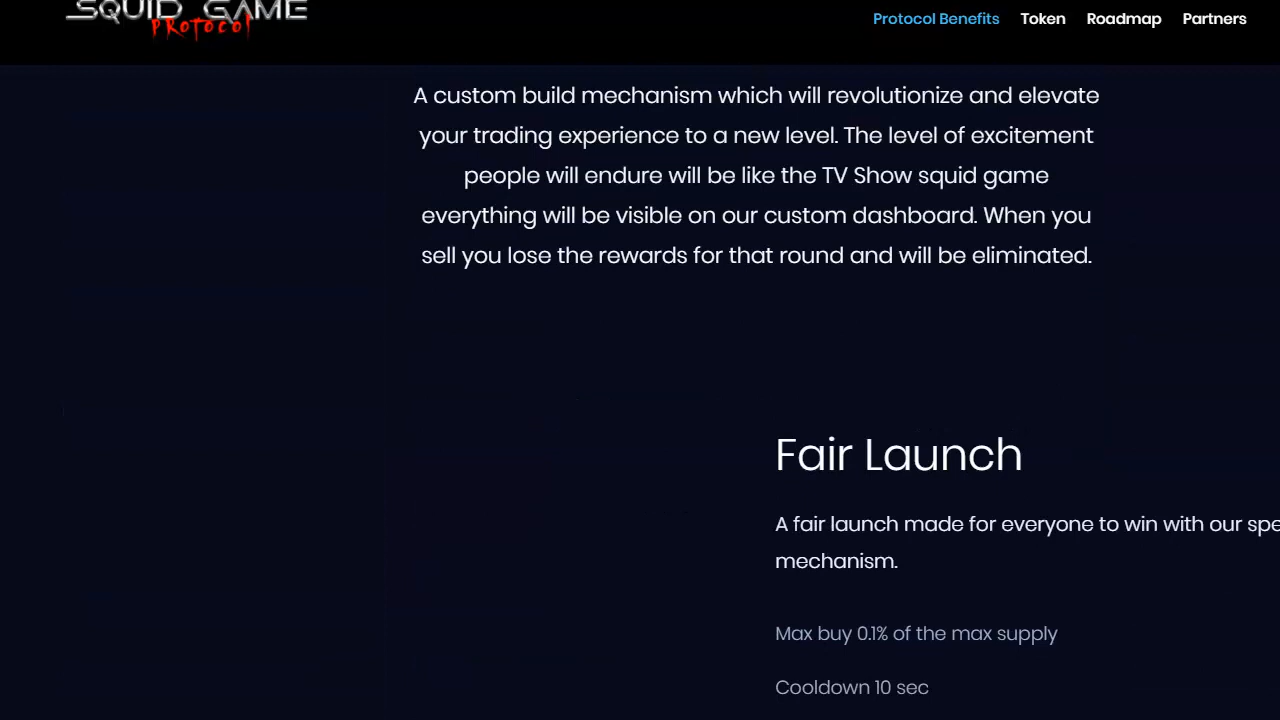 SQUID GAME
PROTOCOL
Protocol Benefits Token Roadmap Partners
A custom build mechanism which will revolutionize and elevate
your trading experience to a new level. The level of excitement
people will endure will be like the TV Show squid game
everything will be visible on our custom dashboard. When you
sell you lose the rewards for that round and will be eliminated.
Fair Launch
A fair launch made for everyone to win with our
mechanism.
Max buy 0.1% of the max supply
Cooldown 10 sec